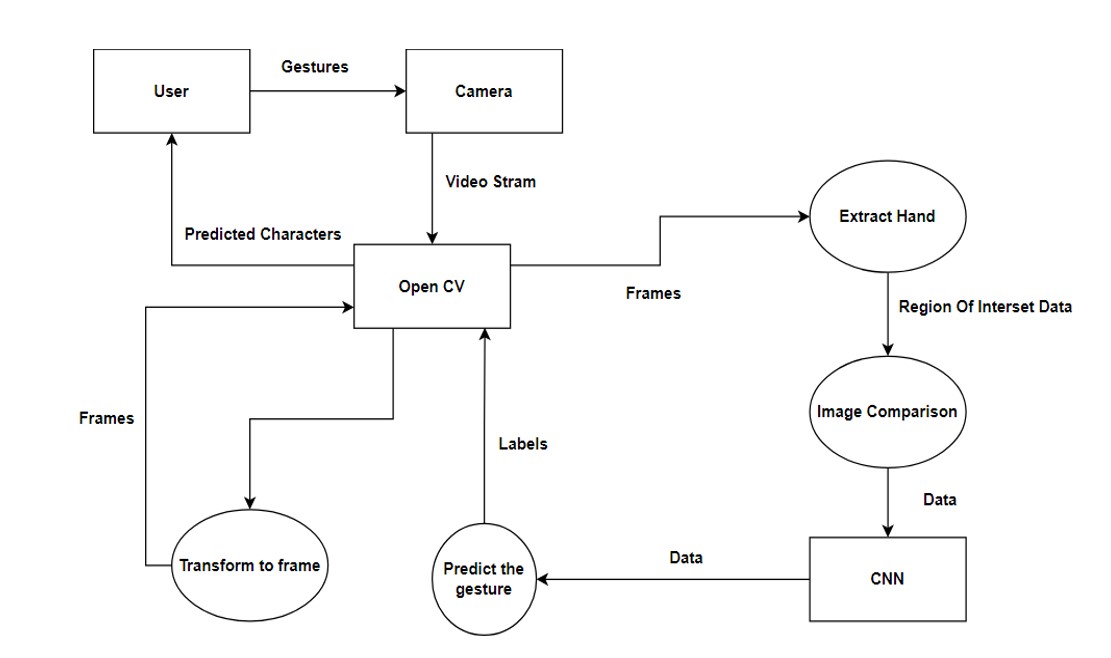 Gestures
User
Camera
Video Stram
Extract Hand
Predicted Characters
Open CV
Frames
Region Of Interset Data
Frames
Image Comparison
Labels
Data
Transform to frame
Predict the
gesture
Data
CNN